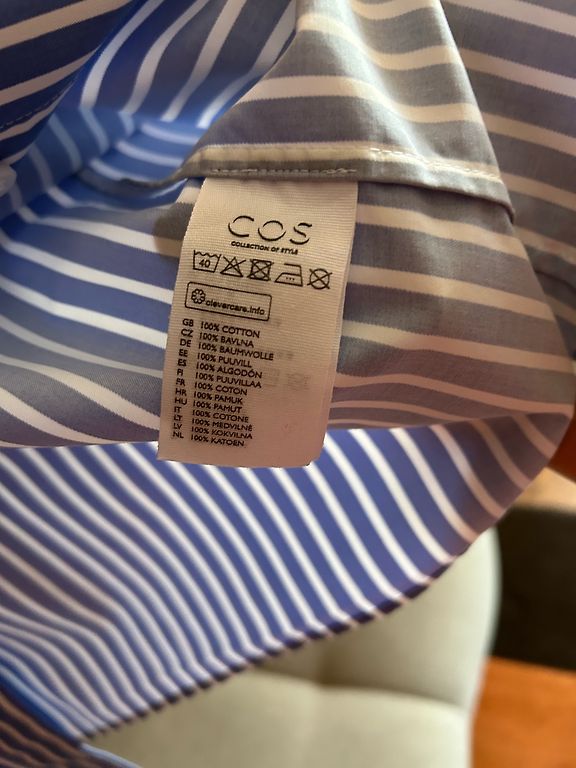 COS
COLLECTION OF STYLE
40
clevercare.info
GB 100% COTTON
CZ 100% BAVLNA
DE 100% BAUMWOLLE
EE 100% PUUVILL
ES 100% ALGODÓN
FI 100% PUUVILLAA
FR 100% COTON
HR 100% PAMUK
HU 100% PAMUT
IT 100% COTONE
LT 100% MEDVILNĖ
LV 100% KOKVILNA
NL 100% KATOEN.